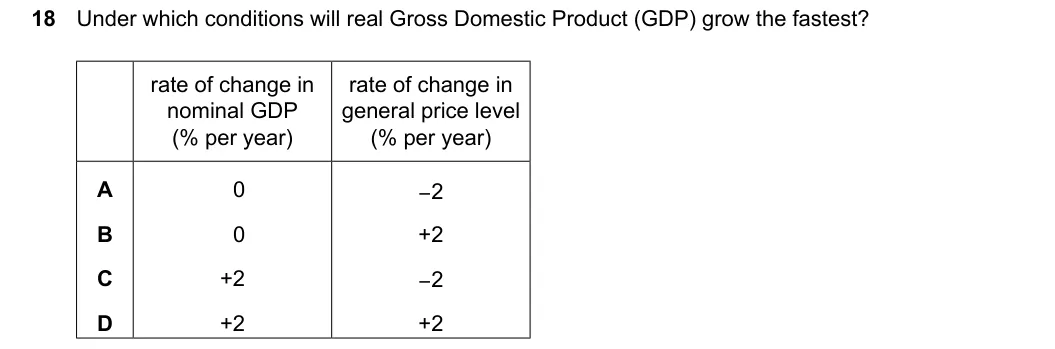 18 Under which conditions will real Gross Domestic Product (GDP) grow the fastest?
rate of change in nominal GDP (% per year) rate of change in general price level (% per year)
A 0 –2
B 0 +2
C +2 –2
D +2 +2